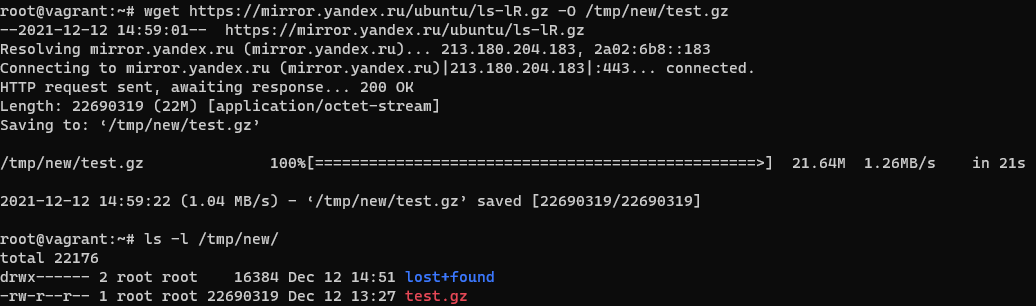 root@vagrant:~# wget https://mirror.yandex.ru/ubuntu/ls-lR.gz -O /tmp/new/test.gz
--2021-12-12 14:59:01--  https://mirror.yandex.ru/ubuntu/ls-lR.gz
Resolving mirror.yandex.ru (mirror.yandex.ru)... 213.180.204.183, 2a02:6b8::183
Connecting to mirror.yandex.ru (mirror.yandex.ru)|213.180.204.183|:443... connected.
HTTP request sent, awaiting response... 200 OK
Length: 22690319 (22M) [application/octet-stream]
Saving to: ‘/tmp/new/test.gz’
/tmp/new/test.gz              100%[=================================================>]  21.64M  1.26MB/s    in 21s
2021-12-12 14:59:22 (1.04 MB/s) - ‘/tmp/new/test.gz’ saved [22690319/22690319]
root@vagrant:~# ls -l /tmp/new/
total 22176
drwx------ 2 root root    16384 Dec 12 14:51 lost+found
-rw-r--r-- 1 root root 22690319 Dec 12 13:27 test.gz